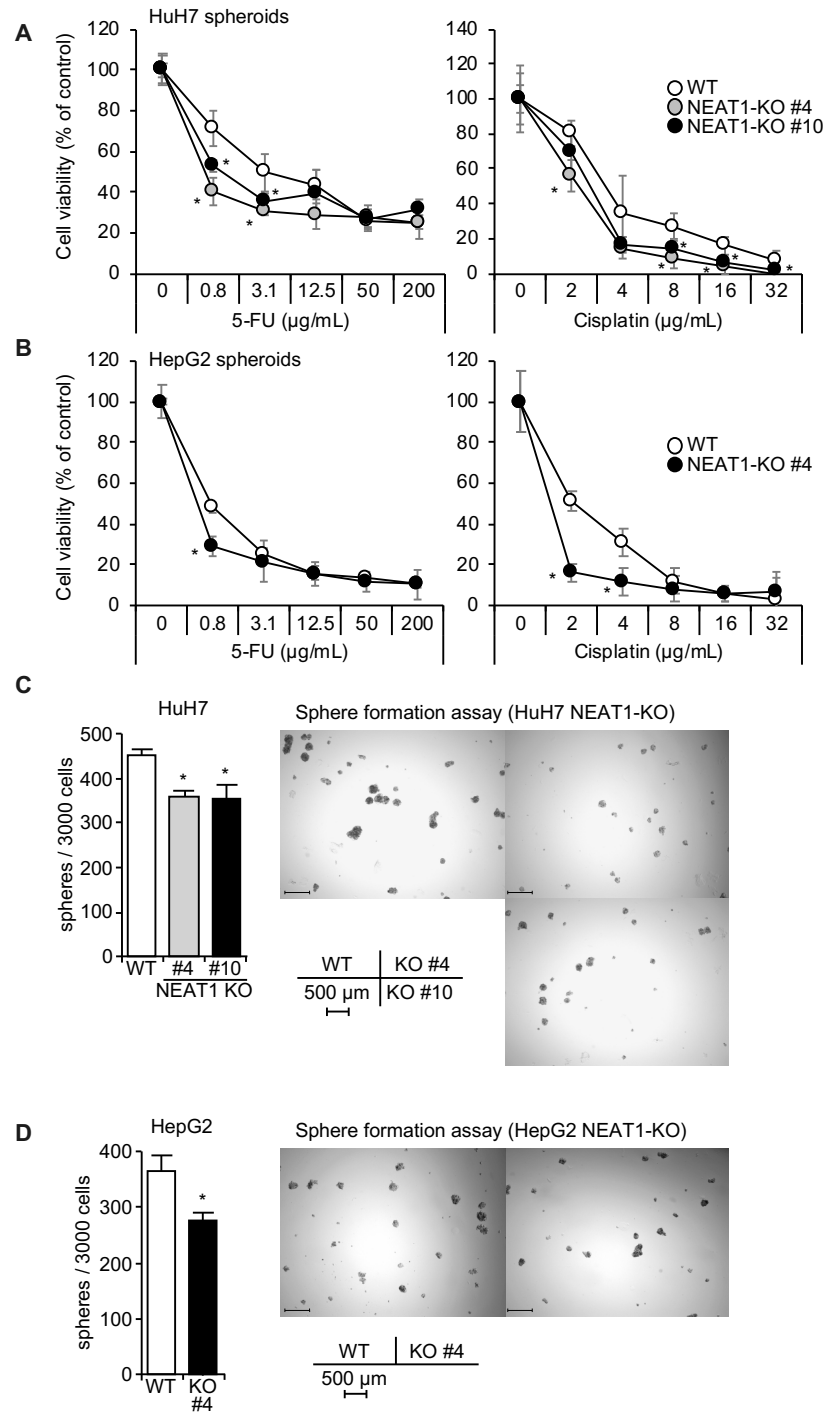 A
HuH7 spheroids
Cell viability (% of control)
120
100
80
60
40
20
0
*
*
*
*
0 0.8 3.1 12.5 50 200
5-FU (µg/mL)
140
120
100
80
60
40
20
0
WT
NEAT1-KO #4
NEAT1-KO #10
*
*
*
*
*
*
0 2 4 8 16 32
Cisplatin (µg/mL)
B
HepG2 spheroids
Cell viability (% of control)
120
100
80
60
40
20
0
*
0 0.8 3.1 12.5 50 200
5-FU (µg/mL)
120
100
80
60
40
20
0
WT
NEAT1-KO #4
*
*
0 2 4 8 16 32
Cisplatin (µg/mL)
C
HuH7
spheres / 3000 cells
500
400
300
200
100
0
* *
WT #4 #10
NEAT1 KO
Sphere formation assay (HuH7 NEAT1-KO)
WT KO #4
500 µm KO #10
D
HepG2
spheres / 3000 cells
400
300
200
100
0
*
WT KO
#4
Sphere formation assay (HepG2 NEAT1-KO)
WT KO #4
500 µm